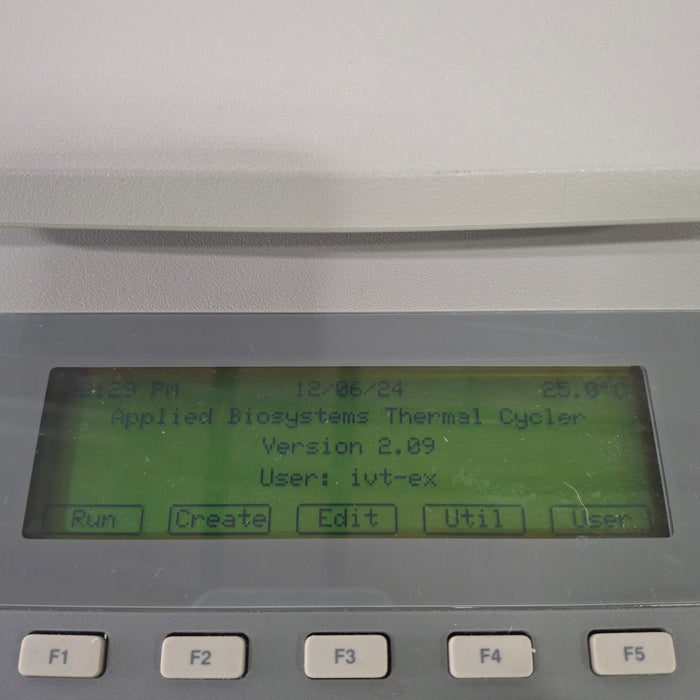 PM 12/06/24 25.0°C
Applied Biosystems Thermal Cycler
Version 2.09
User: ivt-ex
Run Create Edit Util User
F1 F2 F3 F4 F5